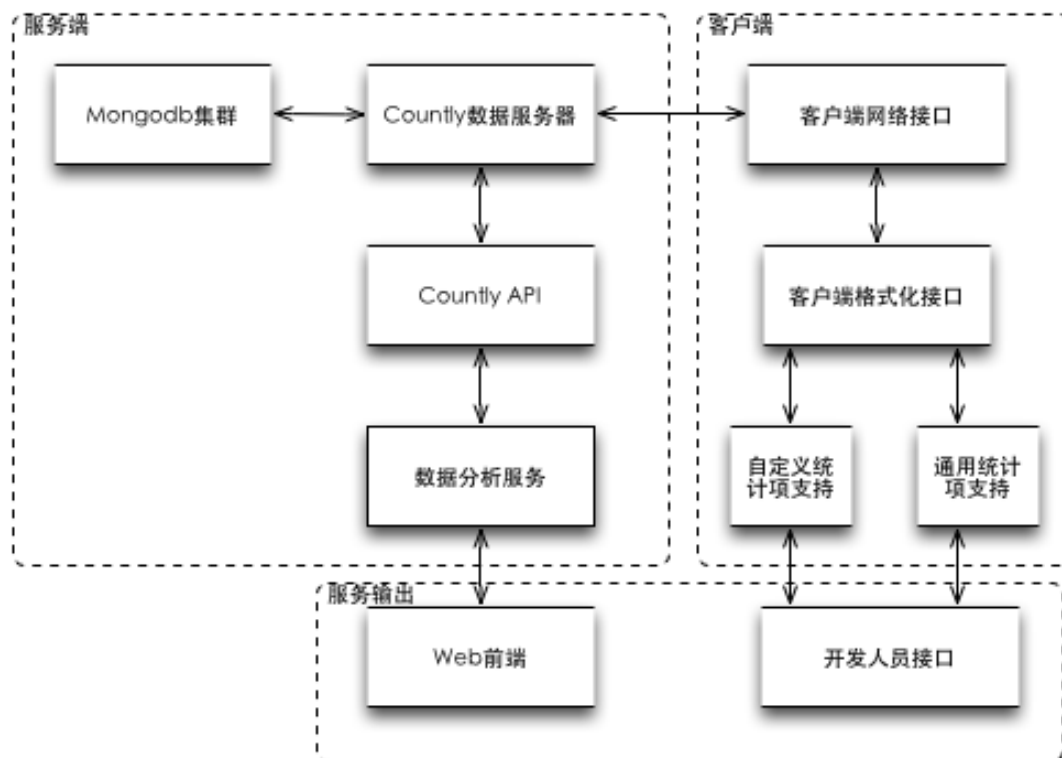 服务端
客户端
Mongodb集群
Countly数据服务器
客户端网络接口
Countly API
客户端格式化接口
数据分析服务
自定义统
计项支持
通用统计
项支持
服务输出
Web前端
开发人员接口